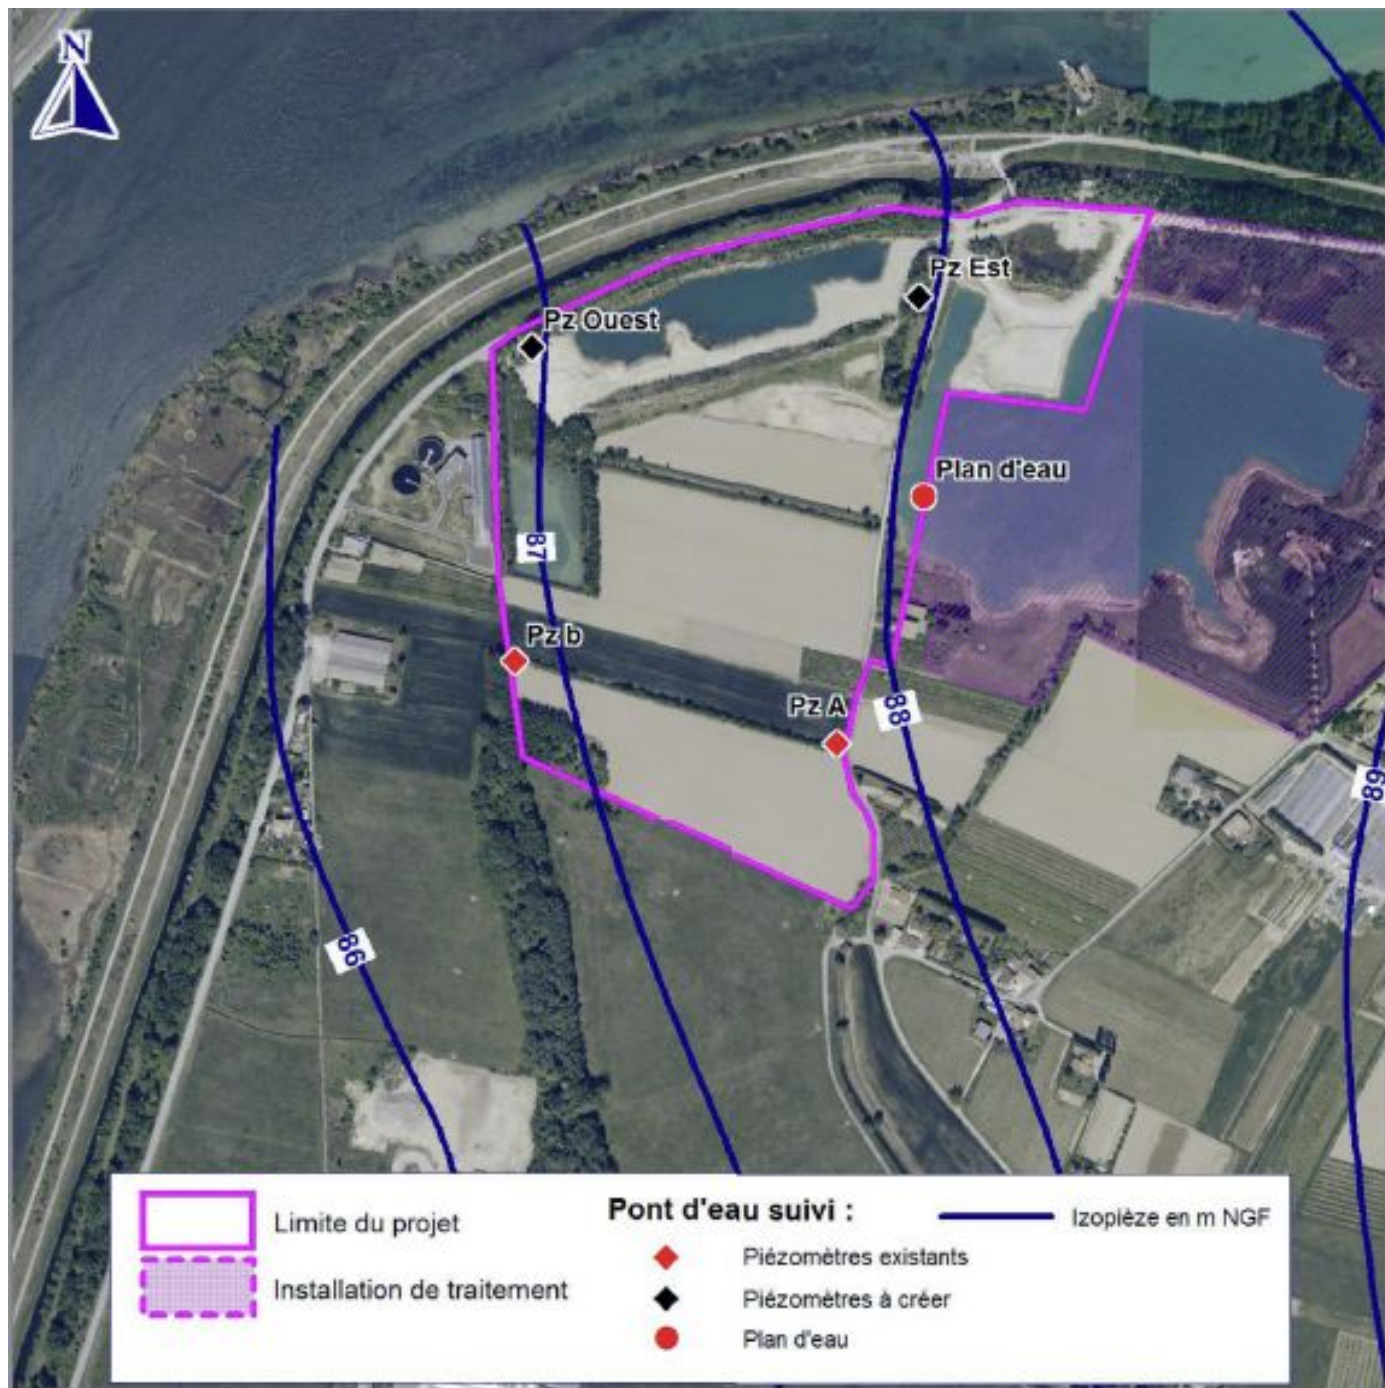 N
Pz Est
Pz Ouest
Plan d'eau
87
Pz b
Pz A
88
89
86
Limite du projet
Installation de traitement
Pont d'eau suivi :
Piézomètres existants
Piézomètres à créer
Plan d'eau
Izopièze en m NGF